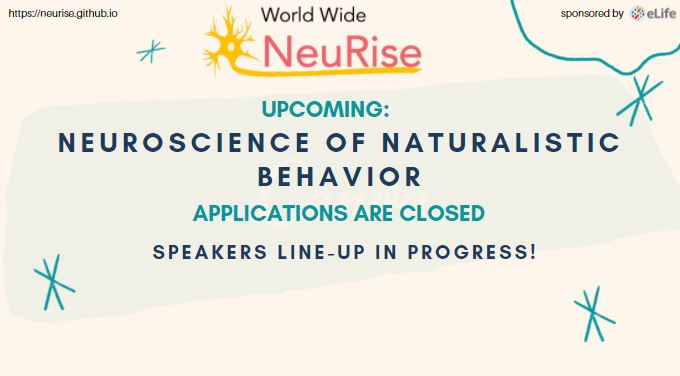 https://neurise.github.io
sponsored by eLife
World Wide
NeuRise
UPCOMING:
NEUROSCIENCE OF NATURALISTIC
BEHAVIOR
APPLICATIONS ARE CLOSED
SPEAKERS LINE-UP IN PROGRESS!